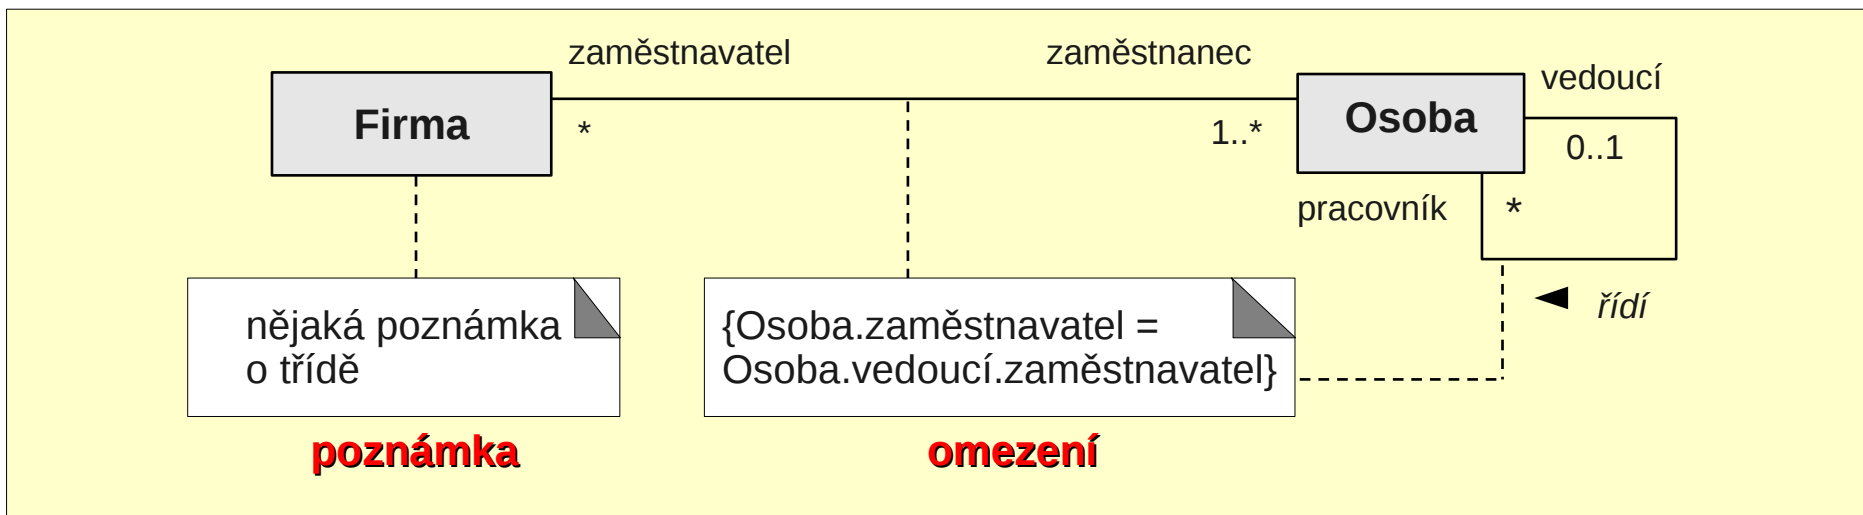 zaměstnavatel
zaměstnanec
vedoucí
Firma
Osoba
*
1..*
0..1
pracovník
*
řídí
nějaká poznámka
o třídě
{Osoba.zaměstnavatel =
Osoba.vedoucí.zaměstnavatel}
poznámka
omezení